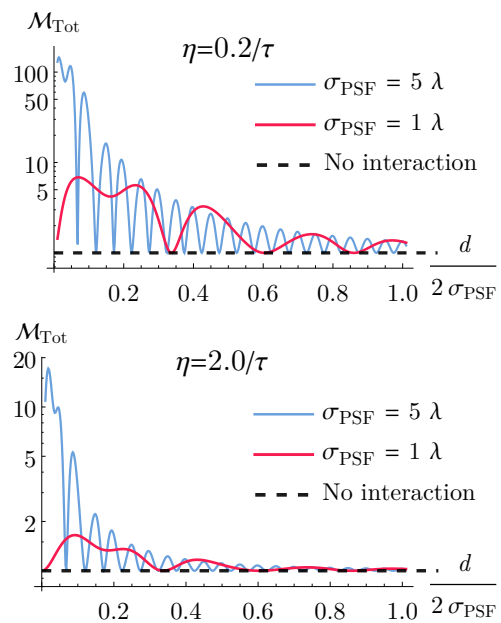 ℳTot
η=0.2/τ
100
50
σPSF = 5 λ
σPSF = 1 λ
No interaction
10
5
d
2 σPSF
0.2 0.4 0.6 0.8 1.0
ℳTot
η=2.0/τ
20
10
σPSF = 5 λ
σPSF = 1 λ
No interaction
2
d
2 σPSF
0.2 0.4 0.6 0.8 1.0